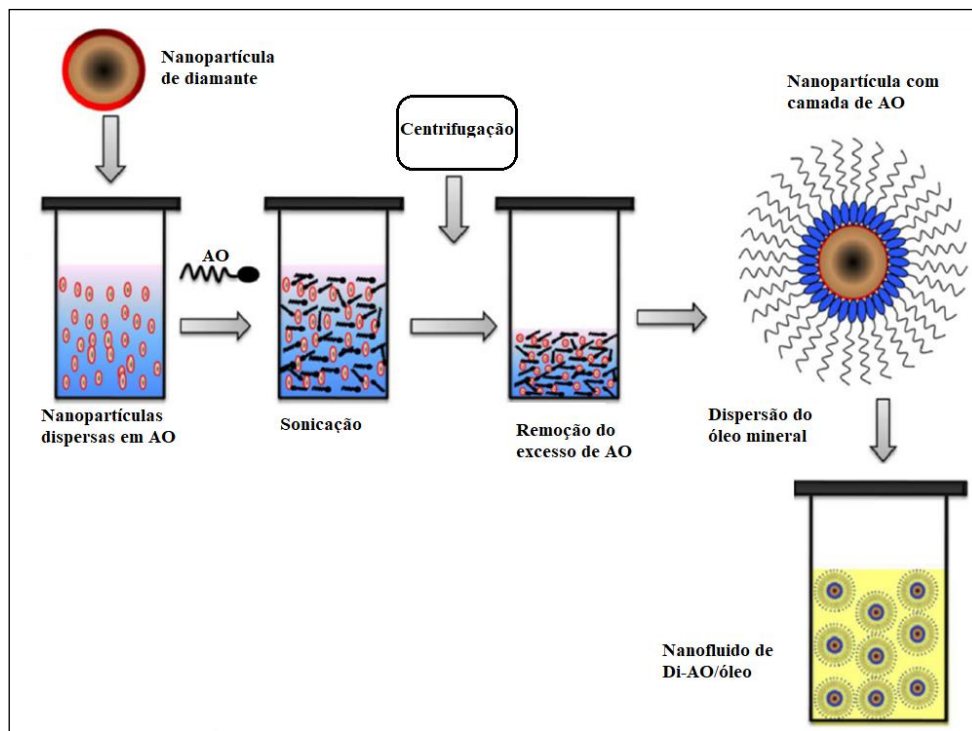 Nanopartícula
de diamante
Centrifugação
Nanopartícula com
camada de AO
AO
Nanopartículas
dispersas em AO
Sonicação
Remoção do
excesso de AO
Dispersão do
óleo mineral
Nanofluido de
Di-AO/óleo